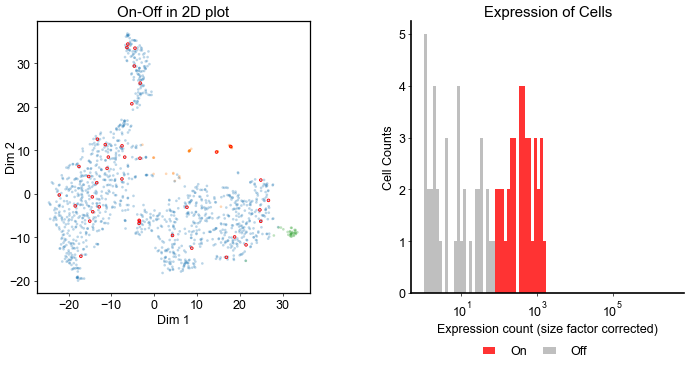 On-Off in 2D plot
Dim 2
30
20
10
0
−10
−20
−20 −10 0 10 20 30
Dim 1
Expression of Cells
Cell Counts
5
4
3
2
1
0
10^1 10^3 10^5
Expression count (size factor corrected)
On Off